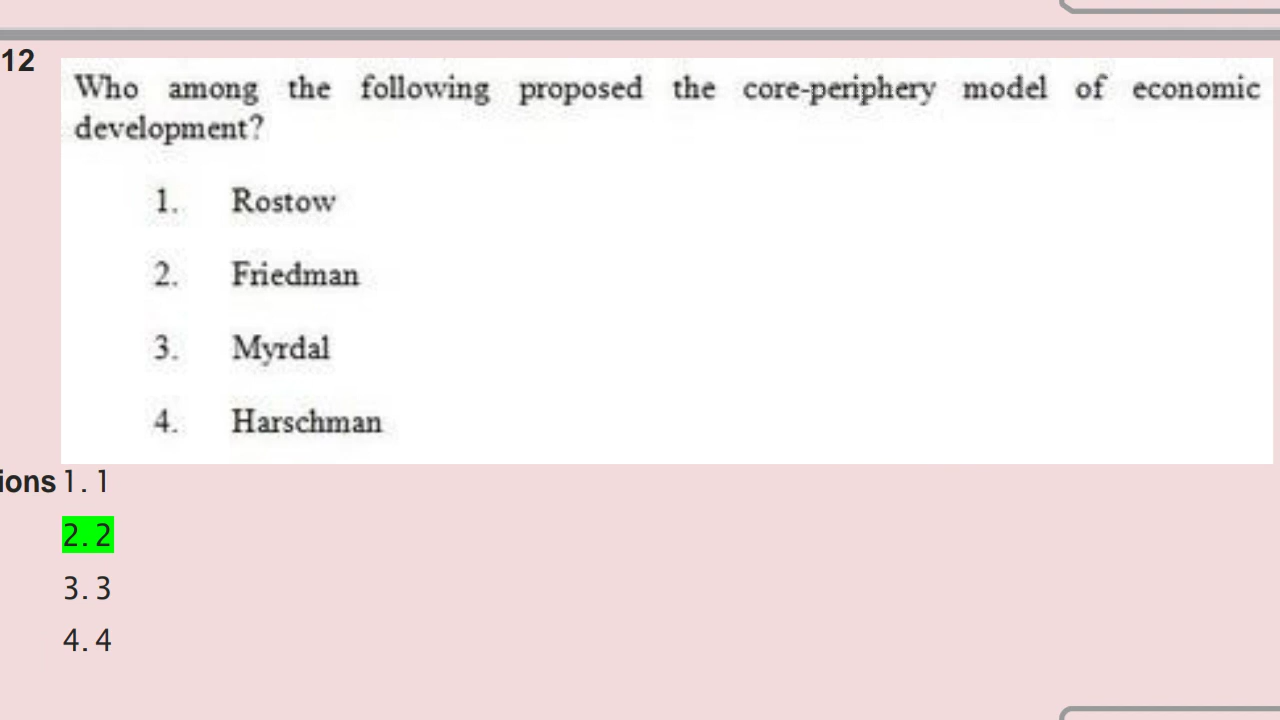 12
Who among the following proposed the core-periphery model of economic
development?
1. Rostow
2. Friedman
3. Myrdal
4. Harschman
ions 1. 1
2. 2
3. 3
4. 4